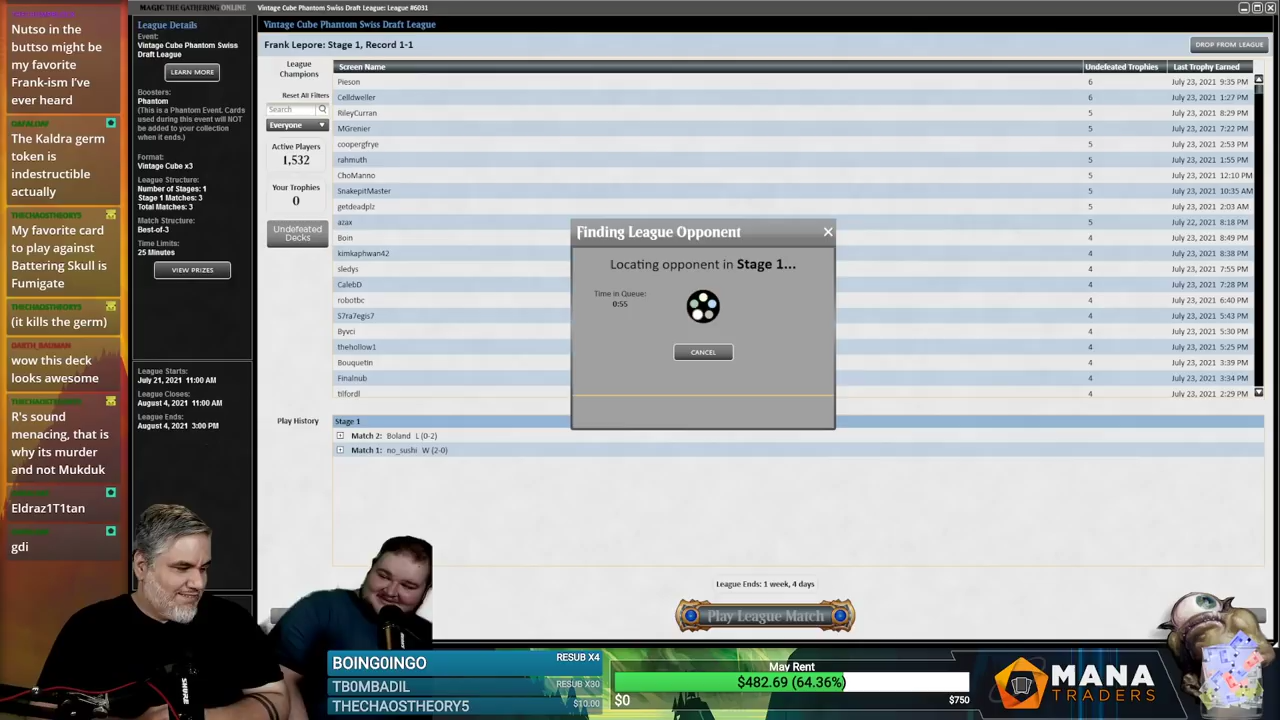 Nutso in the
buttso might be
my favorite
Frank-ism I've
ever heard
The Kaldra germ
token is
indestructible
actually
THECHAOSTHEORY5
My favorite card
to play against
Battering Skull is
Fumigate
THECHAOSTHEORY5
(it kills the germ)
DARTH_BADMAN
wow this deck
looks awesome
THECHAOSTHEORY5
R's sound
menacing, that is
why its murder
and not Mukduk
Eldraz1T1tan
gdi
MAGIC THE GATHERING ONLINE
Vintage Cube Phantom Swiss Draft League: League #6031
League Details
Event:
Vintage Cube Phantom Swiss
Draft League
LEARN MORE
Boosters:
Phantom
(This is a Phantom Event. Cards
used during this event will NOT
be added to your collection
when it ends.)
Format:
Vintage Cube x3
League Structure:
Number of Stages: 1
Stage 1 Matches: 3
Total Matches: 3
Match Structure:
Best-of-3
Time Limits:
25 Minutes
VIEW PRIZES
League Starts:
July 21, 2021 11:00 AM
League Closes:
August 4, 2021 11:00 AM
League Ends:
August 4, 2021 3:00 PM
Vintage Cube Phantom Swiss Draft League
Frank Lepore: Stage 1, Record 1-1
DROP FROM LEAGUE
League
Champions
Reset All Filters
Search
Everyone
Active Players
1,532
Your Trophies
0
Undefeated
Decks
Screen Name Undefeated Trophies Last Trophy Earned
Pieson 6 July 23, 2021 9:35 PM
Celldweller 6 July 23, 2021 1:27 PM
RileyCurran 5 July 23, 2021 8:29 PM
MGrenier 5 July 23, 2021 7:22 PM
coopergfrye 5 July 23, 2021 2:53 PM
rahmuth 5 July 23, 2021 1:55 PM
ChoManno 5 July 23, 2021 12:10 PM
SnakepitMaster 5 July 23, 2021 10:35 AM
getdeadplz 5 July 23, 2021 2:03 AM
azax 5 July 22, 2021 8:18 PM
Boin 4 July 23, 2021 8:49 PM
kimkaphwan42 4 July 23, 2021 8:38 PM
sledys 4 July 23, 2021 7:55 PM
CalebD 4 July 23, 2021 7:28 PM
robotbc 4 July 23, 2021 6:40 PM
S7ra7egis7 4 July 23, 2021 5:43 PM
Byvci 4 July 23, 2021 5:30 PM
thehollow1 4 July 23, 2021 5:25 PM
Bouquetin 4 July 23, 2021 3:39 PM
Finalnub 4 July 23, 2021 3:34 PM
tilfordl 4 July 23, 2021 2:29 PM
Finding League Opponent
Locating opponent in Stage 1...
Time in Queue:
0:55
CANCEL
Play History
Stage 1
Match 2: Boland L (0-2)
Match 1: no_sushi W (2-0)
League Ends: 1 week, 4 days
Play League Match
SHURE
BOING0INGO RESUB X4
TB0MBADIL RESUB X30
THECHAOSTHEORY5 $10.00
May Rent
$482.69 (64.36%)
$0
$750
MANA
TRADERS